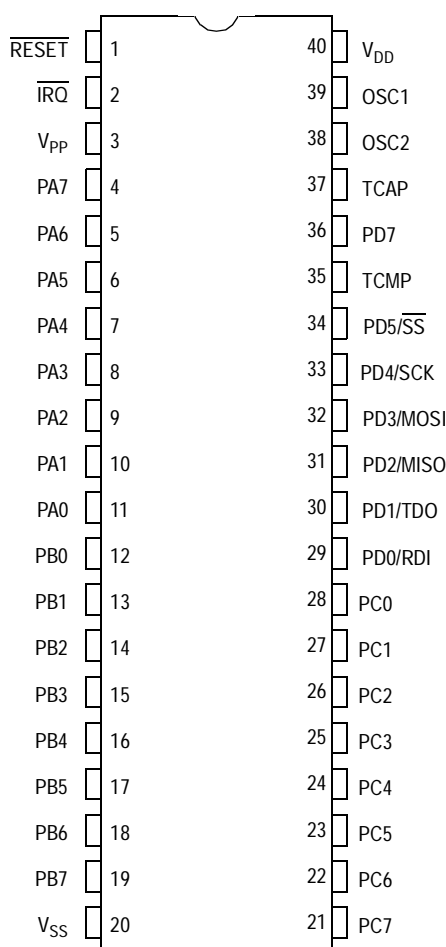 RESET 1 40 VDD
IRQ 2 39 OSC1
VPP 3 38 OSC2
PA7 4 37 TCAP
PA6 5 36 PD7
PA5 6 35 TCMP
PA4 7 34 PD5/SS
PA3 8 33 PD4/SCK
PA2 9 32 PD3/MOSI
PA1 10 31 PD2/MISO
PA0 11 30 PD1/TDO
PB0 12 29 PD0/RDI
PB1 13 28 PC0
PB2 14 27 PC1
PB3 15 26 PC2
PB4 16 25 PC3
PB5 17 24 PC4
PB6 18 23 PC5
PB7 19 22 PC6
VSS 20 21 PC7